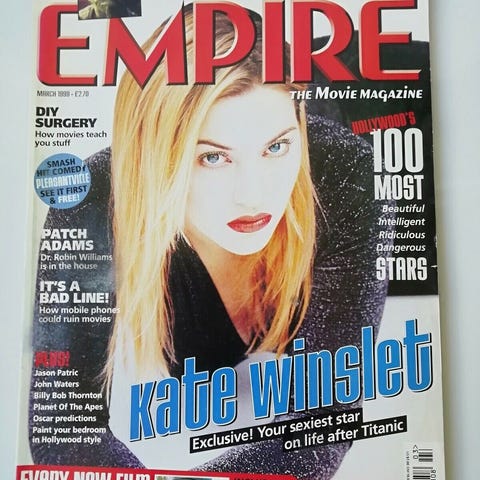 EMPIRE
MARCH 1999 • £2.70
THE MOVIE MAGAZINE
DIY
SURGERY
How movies teach
you stuff
SMASH
HIT COMEDY
PLEASANTVILLE
SEE IT FIRST
& FREE!
PATCH
ADAMS
Dr. Robin Williams
is in the house
IT'S A
BAD LINE!
How mobile phones
could ruin movies
PLUS!
Jason Patric
John Waters
Billy Bob Thornton
Planet Of The Apes
Oscar predictions
Paint your bedroom
in Hollywood style
HOLLYWOOD'S
100
MOST
Beautiful
Intelligent
Ridiculous
Dangerous
STARS
Kate Winslet
Exclusive! Your sexiest star
on life after Titanic
EVERY NEW FILM
03>